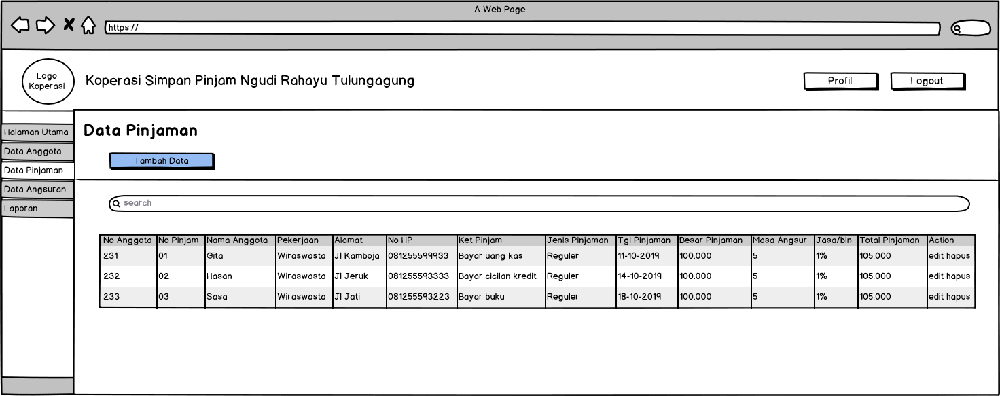 A Web Page
https://
Logo
Koperasi
Koperasi Simpan Pinjam Ngudi Rahayu Tulungagung
Profil
Logout
Halaman Utama
Data Anggota
Data Pinjaman
Data Angsuran
Laporan
Data Pinjaman
Tambah Data
search
No Anggota No Pinjam Nama Anggota Pekerjaan Alamat No HP Ket Pinjam Jenis Pinjaman Tgl Pinjaman Besar Pinjaman Masa Angsur Jasa/bln Total Pinjaman Action
231 01 Gita Wiraswasta Jl Kamboja 081255599933 Bayar uang kas Reguler 11-10-2019 100.000 5 1% 105.000 edit hapus
232 02 Hasan Wiraswasta Jl Jeruk 081255593333 Bayar cicilan kredit Reguler 14-10-2019 100.000 5 1% 105.000 edit hapus
233 03 Sasa Wiraswasta Jl Jati 081255593223 Bayar buku Reguler 18-10-2019 100.000 5 1% 105.000 edit hapus